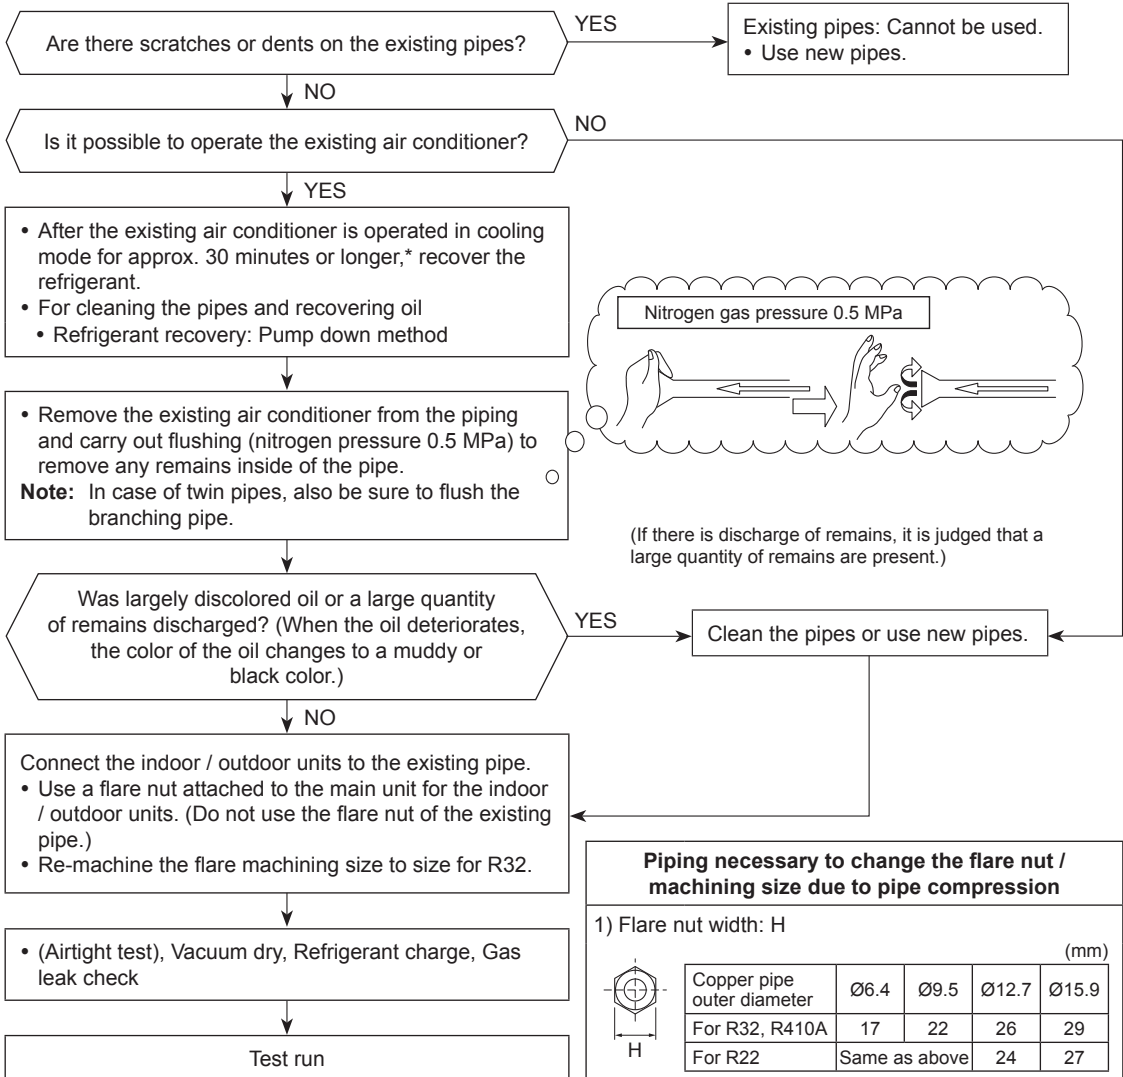 Are there scratches or dents on the existing pipes?
YES
Existing pipes: Cannot be used.
• Use new pipes.
NO
Is it possible to operate the existing air conditioner?
NO
YES
• After the existing air conditioner is operated in cooling
mode for approx. 30 minutes or longer,* recover the
refrigerant.
• For cleaning the pipes and recovering oil
• Refrigerant recovery: Pump down method
Nitrogen gas pressure 0.5 MPa
• Remove the existing air conditioner from the piping
and carry out flushing (nitrogen pressure 0.5 MPa) to
remove any remains inside of the pipe.
Note: In case of twin pipes, also be sure to flush the
branching pipe.
(If there is discharge of remains, it is judged that a
large quantity of remains are present.)
Was largely discolored oil or a large quantity
of remains discharged? (When the oil deteriorates,
the color of the oil changes to a muddy or
black color.)
YES
Clean the pipes or use new pipes.
NO
Connect the indoor / outdoor units to the existing pipe.
• Use a flare nut attached to the main unit for the indoor
/ outdoor units. (Do not use the flare nut of the existing
pipe.)
• Re-machine the flare machining size to size for R32.
• (Airtight test), Vacuum dry, Refrigerant charge, Gas
leak check
Test run
Piping necessary to change the flare nut /
machining size due to pipe compression
1) Flare nut width: H
(mm)
H
Copper pipe
outer diameter Ø6.4 Ø9.5 Ø12.7 Ø15.9
For R32, R410A 17 22 26 29
For R22 Same as above 24 27